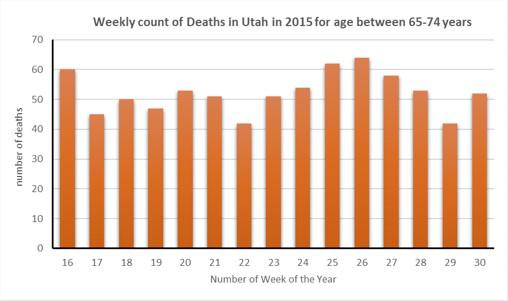 Weekly count of Deaths in Utah in 2015 for age between 65-74 years
number of deaths
70
60
50
40
30
20
10
0
16 17 18 19 20 21 22 23 24 25 26 27 28 29 30
Number of Week of the Year